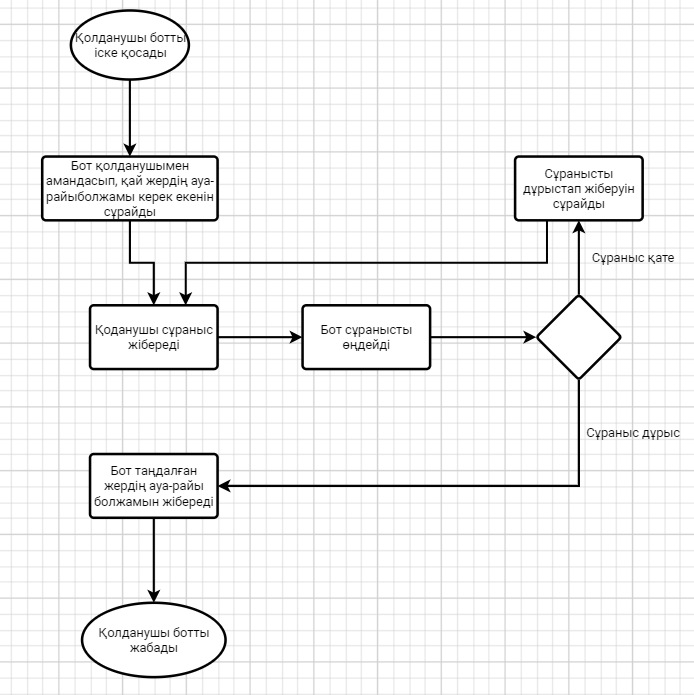 Қолданушы ботты
іске қосады
Бот қолданушымен
амандасып, қай жердің ауа-
райыболжамы керек екенін
сұрайды
Сұранысты
дұрыстап жіберуін
сұрайды
Сұраныс қате
Қоданушы сұраныс
жібереді
Бот сұранысты
өңдейді
Сұраныс дұрыс
Бот таңдалған
жердің ауа-райы
болжамын жібереді
Қолданушы ботты
жабады